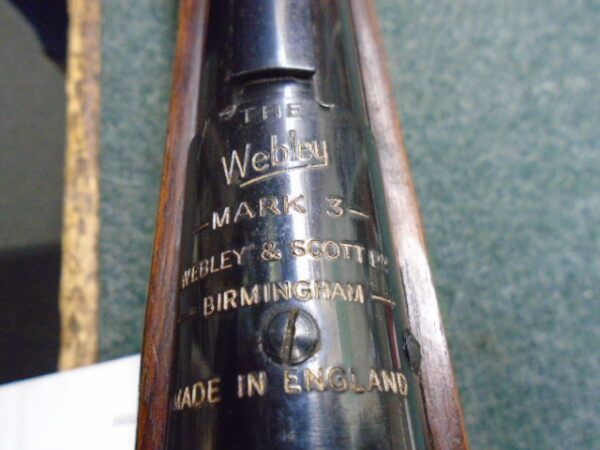 THE
Webley
-MARK 3-
WEBLEY & SCOTT LTD
- BIRMINGHAM -
MADE IN ENGLAND